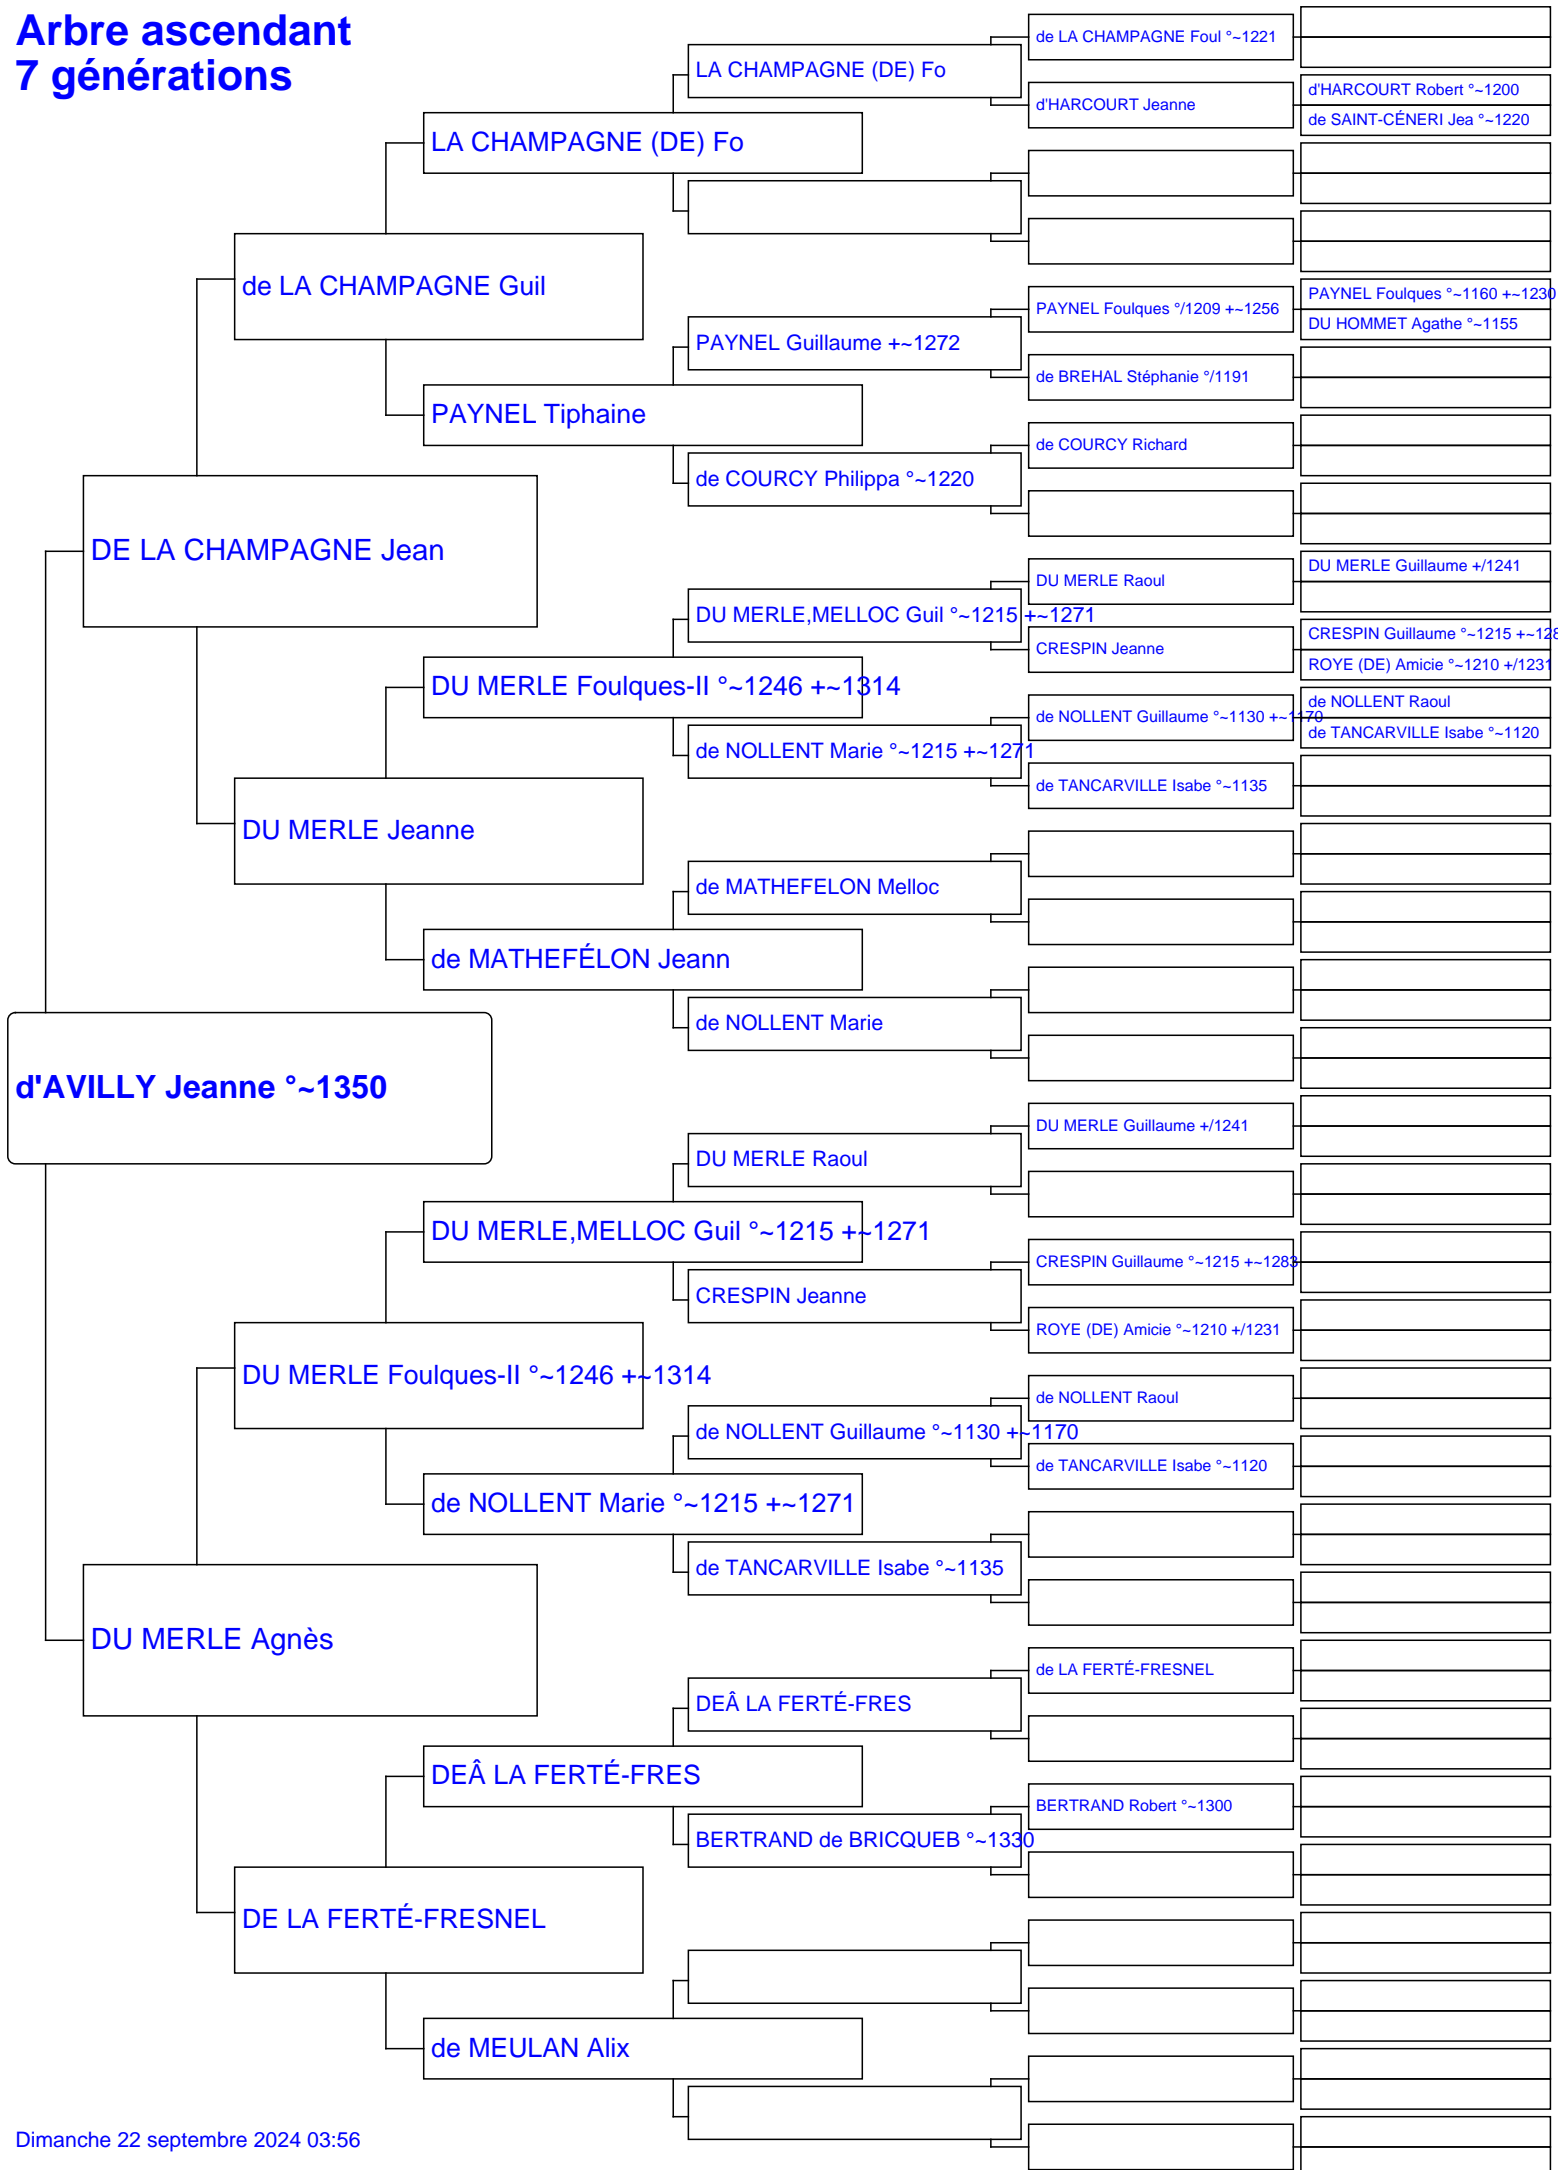 Arbre ascendant
7 générations
d'AVILLY Jeanne °~1350
DE LA CHAMPAGNE Jean
DU MERLE Agnès
de LA CHAMPAGNE Guil
DU MERLE Jeanne
DU MERLE Foulques-II °~1246 +~1314
DE LA FERTÉ-FRESNEL
LA CHAMPAGNE (DE) Fo
PAYNEL Tiphaine
DU MERLE Foulques-II °~1246 +~1314
de MATHEFÉLON Jeann
DU MERLE,MELLOC Guil °~1215 +~1271
de NOLLENT Marie °~1215 +~1271
DEÂ LA FERTÉ-FRES
de MEULAN Alix
LA CHAMPAGNE (DE) Fo
PAYNEL Guillaume +~1272
de COURCY Philippa °~1220
DU MERLE,MELLOC Guil °~1215 +~1271
de NOLLENT Marie °~1215 +~1271
de MATHEFELON Melloc
de NOLLENT Marie
DU MERLE Raoul
CRESPIN Jeanne
de NOLLENT Guillaume °~1130 +~1170
de TANCARVILLE Isabe °~1135
DEÂ LA FERTÉ-FRES
BERTRAND de BRICQUEB °~1330
de LA CHAMPAGNE Foul °~1221
d'HARCOURT Jeanne
PAYNEL Foulques °/1209 +~1256
de BREHAL Stéphanie °/1191
de COURCY Richard
DU MERLE Raoul
CRESPIN Jeanne
de NOLLENT Guillaume °~1130 +~1170
de TANCARVILLE Isabe °~1135
DU MERLE Guillaume +/1241
CRESPIN Guillaume °~1215 +~1283
ROYE (DE) Amicie °~1210 +/1231
de NOLLENT Raoul
de TANCARVILLE Isabe °~1120
de LA FERTÉ-FRESNEL
BERTRAND Robert °~1300
d'HARCOURT Robert °~1200
de SAINT-CÉNERI Jea °~1220
PAYNEL Foulques °~1160 +~1230
DU HOMMET Agathe °~1155
DU MERLE Guillaume +/1241
CRESPIN Guillaume °~1215 +~128
ROYE (DE) Amicie °~1210 +/1231
de NOLLENT Raoul
de TANCARVILLE Isabe °~1120
Dimanche 22 septembre 2024 03:56